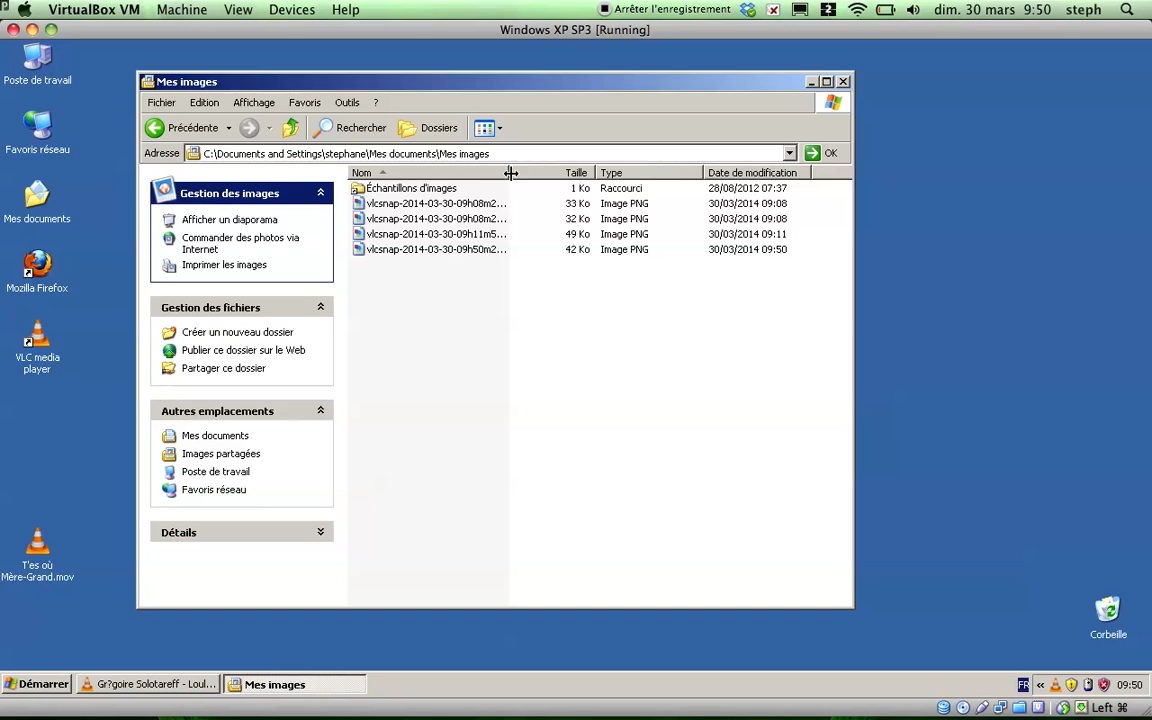 VirtualBox VM Machine View Devices Help Arrêter l'enregistrement 2 dim. 30 mars 9:50 steph
Windows XP SP3 [Running]
Poste de travail
Favoris réseau
Mes documents
Mozilla Firefox
VLC media
player
T'es où
Mère-Grand.mov
Mes images
Fichier Edition Affichage Favoris Outils ?
Précédente Rechercher Dossiers
Adresse C:\Documents and Settings\stephane\Mes documents\Mes images OK
Gestion des images
Afficher un diaporama
Commander des photos via
Internet
Imprimer les images
Gestion des fichiers
Créer un nouveau dossier
Publier ce dossier sur le Web
Partager ce dossier
Autres emplacements
Mes documents
Images partagées
Poste de travail
Favoris réseau
Détails
Nom Taille Type Date de modification
Échantillons d'images 1 Ko Raccourci 28/08/2012 07:37
vlcsnap-2014-03-30-09h08m2... 33 Ko Image PNG 30/03/2014 09:08
vlcsnap-2014-03-30-09h08m2... 32 Ko Image PNG 30/03/2014 09:08
vlcsnap-2014-03-30-09h11m5... 49 Ko Image PNG 30/03/2014 09:11
vlcsnap-2014-03-30-09h50m2... 42 Ko Image PNG 30/03/2014 09:50
Corbeille
Démarrer Gr?goire Solotareff - Loul... Mes images FR « 09:50
Left ⌘